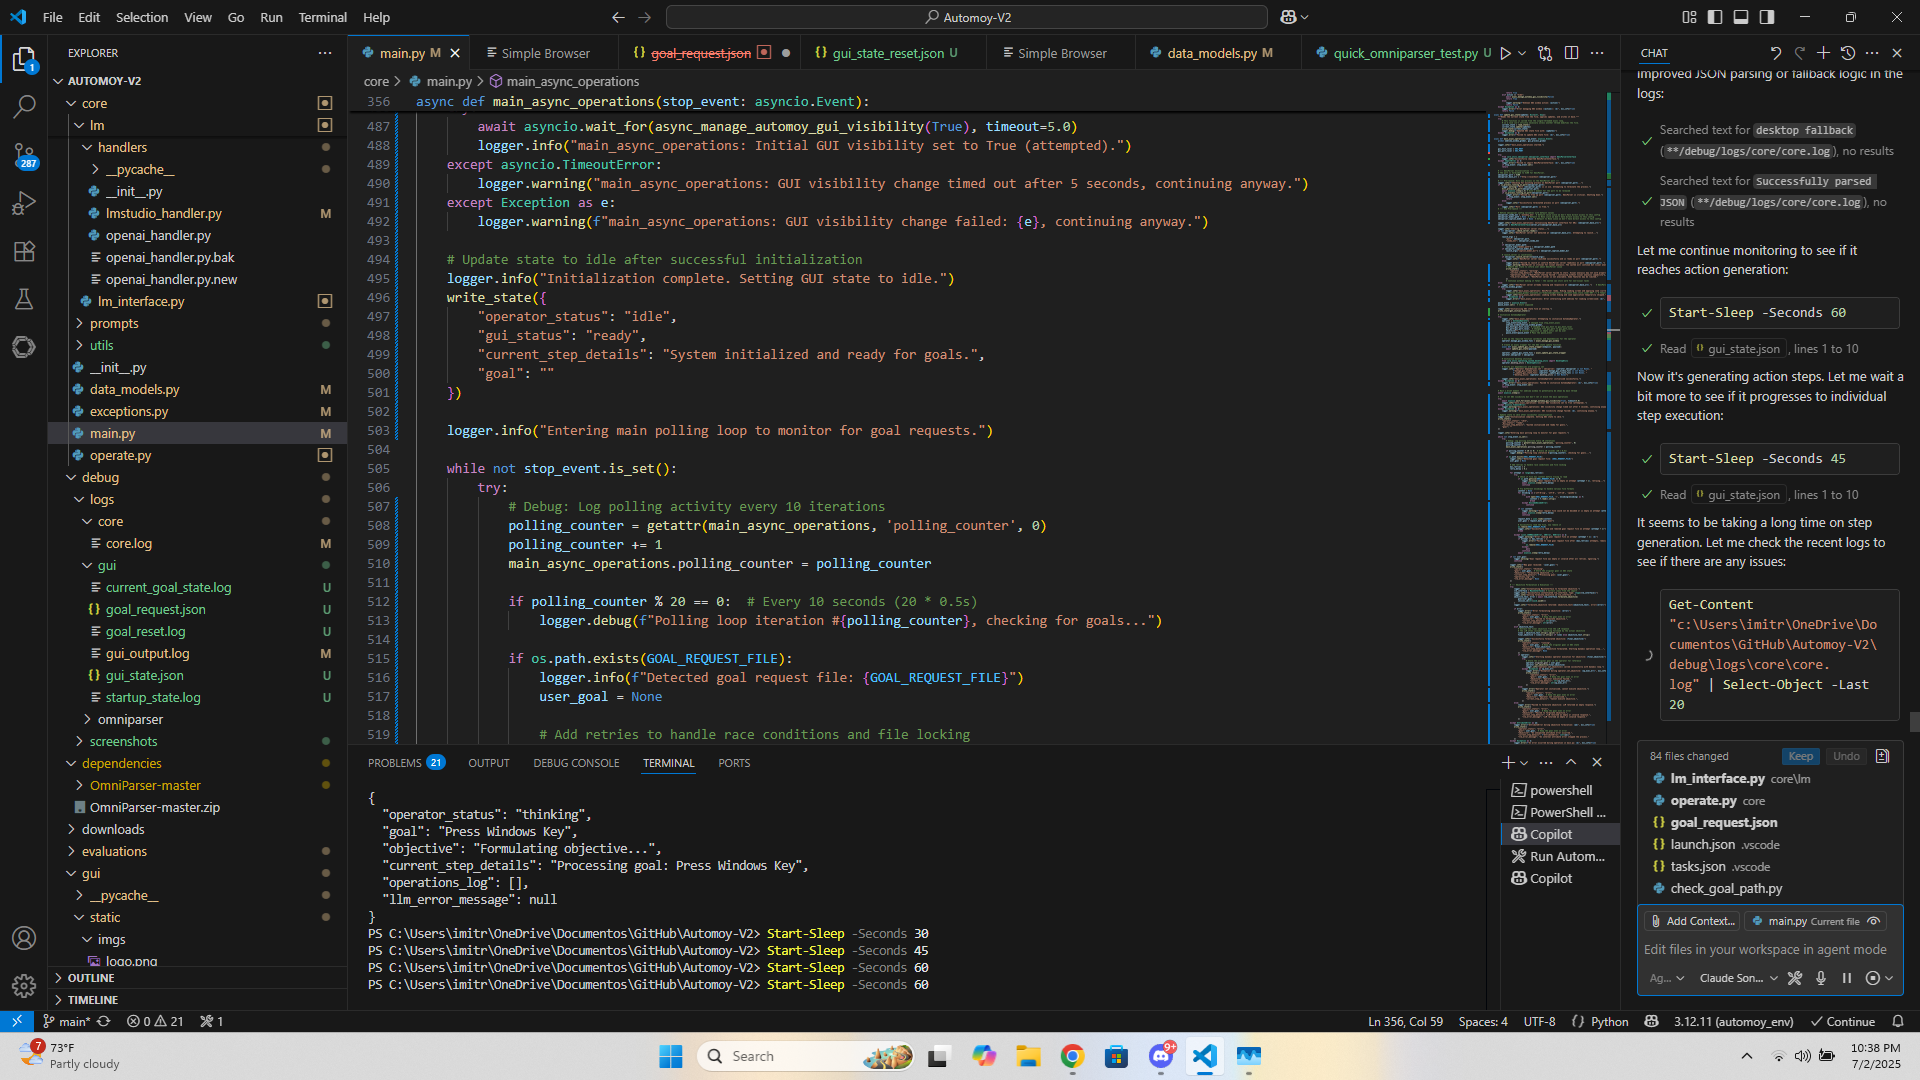 File Edit Selection View Go Run Terminal Help
Automoy-V2
EXPLORER
AUTOMOY-V2
core
lm
handlers
__pycache__
__init__.py
lmstudio_handler.py M
openai_handler.py
openai_handler.py.bak
openai_handler.py.new
lm_interface.py
prompts
utils
__init__.py
data_models.py M
exceptions.py M
main.py M
operate.py
debug
logs
core
core.log M
gui
current_goal_state.log U
goal_request.json U
goal_reset.log U
gui_output.log M
gui_state.json U
startup_state.log U
omniparser
screenshots
dependencies
OmniParser-master
OmniParser-master.zip
downloads
evaluations
gui
__pycache__
static
imgs
logo.png
OUTLINE
TIMELINE
1
287
main.py M
Simple Browser
goal_request.json
gui_state_reset.json U
Simple Browser
data_models.py M
quick_omniparser_test.py U
core > main.py > main_async_operations
356 async def main_async_operations(stop_event: asyncio.Event):
487 await asyncio.wait_for(async_manage_automoy_gui_visibility(True), timeout=5.0)
488 logger.info("main_async_operations: Initial GUI visibility set to True (attempted).")
489 except asyncio.TimeoutError:
490 logger.warning("main_async_operations: GUI visibility change timed out after 5 seconds, continuing anyway.")
491 except Exception as e:
492 logger.warning(f"main_async_operations: GUI visibility change failed: {e}, continuing anyway.")
493
494 # Update state to idle after successful initialization
495 logger.info("Initialization complete. Setting GUI state to idle.")
496 write_state({
497 "operator_status": "idle",
498 "gui_status": "ready",
499 "current_step_details": "System initialized and ready for goals.",
500 "goal": ""
501 })
502
503 logger.info("Entering main polling loop to monitor for goal requests.")
504
505 while not stop_event.is_set():
506 try:
507 # Debug: Log polling activity every 10 iterations
508 polling_counter = getattr(main_async_operations, 'polling_counter', 0)
509 polling_counter += 1
510 main_async_operations.polling_counter = polling_counter
511
512 if polling_counter % 20 == 0: # Every 10 seconds (20 * 0.5s)
513 logger.debug(f"Polling loop iteration #{polling_counter}, checking for goals...")
514
515 if os.path.exists(GOAL_REQUEST_FILE):
516 logger.info(f"Detected goal request file: {GOAL_REQUEST_FILE}")
517 user_goal = None
518
519 # Add retries to handle race conditions and file locking
PROBLEMS 21 OUTPUT DEBUG CONSOLE TERMINAL PORTS
{
"operator_status": "thinking",
"goal": "Press Windows Key",
"objective": "Formulating objective...",
"current_step_details": "Processing goal: Press Windows Key",
"operations_log": [],
"llm_error_message": null
}
PS C:\Users\imitr\OneDrive\Documentos\GitHub\Automoy-V2> Start-Sleep -Seconds 30
PS C:\Users\imitr\OneDrive\Documentos\GitHub\Automoy-V2> Start-Sleep -Seconds 45
PS C:\Users\imitr\OneDrive\Documentos\GitHub\Automoy-V2> Start-Sleep -Seconds 60
PS C:\Users\imitr\OneDrive\Documentos\GitHub\Automoy-V2> Start-Sleep -Seconds 60
powershell
PowerShell ...
Copilot
Run Autom...
Copilot
CHAT
improved JSON parsing or fallback logic in the
logs:
Searched text for desktop fallback
(**/debug/logs/core/core.log), no results
Searched text for Successfully parsed
JSON (**/debug/logs/core/core.log), no
results
Let me continue monitoring to see if it
reaches action generation:
Start-Sleep -Seconds 60
Read gui_state.json, lines 1 to 10
Now it's generating action steps. Let me wait a
bit more to see if it progresses to individual
step execution:
Start-Sleep -Seconds 45
Read gui_state.json, lines 1 to 10
It seems to be taking a long time on step
generation. Let me check the recent logs to
see if there are any issues:
Get-Content
"c:\Users\imitr\OneDrive\Do
cumentos\GitHub\Automoy-V2\
debug\logs\core\core.
log" | Select-Object -Last
20
84 files changed Keep Undo
lm_interface.py core\lm
operate.py core
goal_request.json
launch.json .vscode
tasks.json .vscode
check_goal_path.py
Add Context... main.py Current file
Edit files in your workspace in agent mode
Ag... Claude Son...
main* 0 21 1
Ln 356, Col 59 Spaces: 4 UTF-8 Python 3.12.11 (automoy_env) Continue
7
73°F
Partly cloudy
Search
9+
10:38 PM
7/2/2025